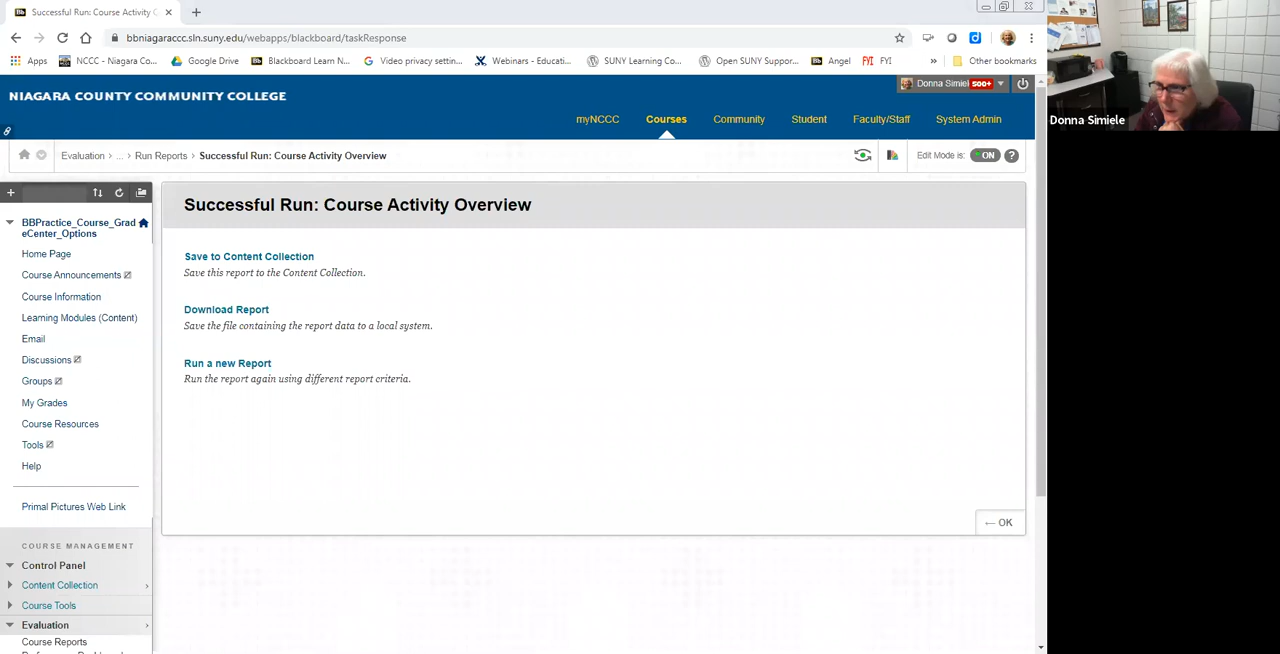 Successful Run: Course Activity C
bbniagaraccc.sln.suny.edu/webapps/blackboard/taskResponse
Apps NCCC - Niagara Co... Google Drive Blackboard Learn N... Video privacy settin... Webinars - Educati... SUNY Learning Co... Open SUNY Suppor... Angel FYI FYI » Other bookmarks
Donna Simiel 500+
NIAGARA COUNTY COMMUNITY COLLEGE
myNCCC Courses Community Student Faculty/Staff System Admin
Donna Simiele
Evaluation > ... > Run Reports > Successful Run: Course Activity Overview
Edit Mode is: ON ?
BBPractice_Course_Grad
eCenter_Options
Home Page
Course Announcements
Course Information
Learning Modules (Content)
Email
Discussions
Groups
My Grades
Course Resources
Tools
Help
Primal Pictures Web Link
COURSE MANAGEMENT
Control Panel
Content Collection
Course Tools
Evaluation
Course Reports
Successful Run: Course Activity Overview
Save to Content Collection
Save this report to the Content Collection.
Download Report
Save the file containing the report data to a local system.
Run a new Report
Run the report again using different report criteria.
← OK